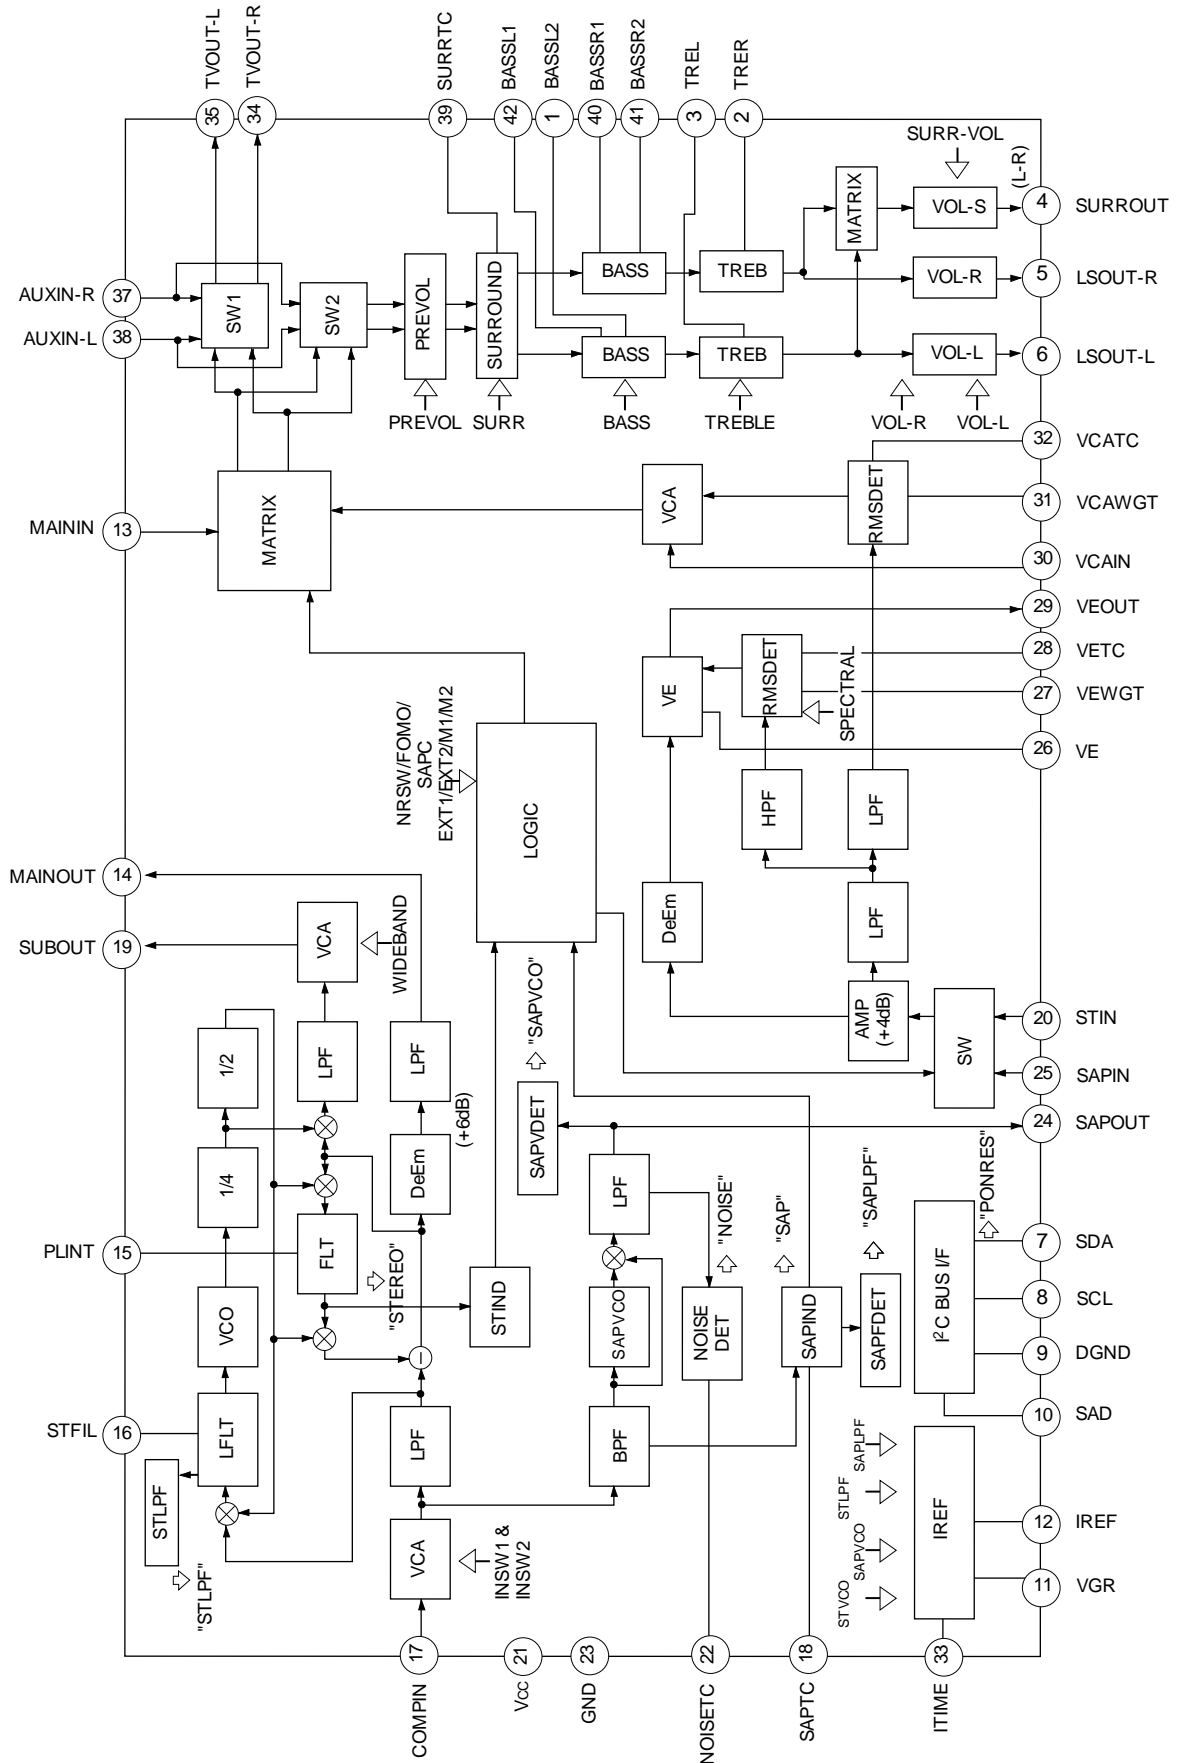 TVOUT-L
TVOUT-R
SURRTC
BASSL1
BASSL2
BASSR1
BASSR2
TREL
TRER
35
34
39
42
1
40
41
3
2
SURR-VOL
(L-R)
AUXIN-R
37
AUXIN-L
38
SW1
SW2
PREVOL
SURROUND
BASS
TREB
MATRIX
VOL-S
4
SURROUT
VOL-R
5
LSOUT-R
BASS
TREB
VOL-L
6
LSOUT-L
PREVOL
SURR
BASS
TREBLE
VOL-R
VOL-L
32
VCATC
MAININ
13
MATRIX
VCA
RMSDET
31
VCAWGT
30
VCAIN
29
VEOUT
VE
RMSDET
SPECTRAL
28
VETC
27
VEWGT
26
VE
NRSW/FOMO/
SAPC
EXT1/EXT2/M1/M2
LOGIC
HPF
LPF
MAINOUT
14
SUBOUT
19
VCA
WIDEBAND
DeEm
LPF
"SAPVCO"
1/2
LPF
LPF
(+6dB)
AMP
(+4dB)
SW
20
STIN
25
SAPIN
24
SAPOUT
SAPVDET
1/4
DeEm
LPF
"NOISE"
"SAP"
"SAPLPF"
"PONRES"
PLINT
15
FLT
"STEREO"
STIND
VCO
SAPVCO
NOISE
DET
SAPIND
SAPFDET
I²C BUS I/F
7
SDA
8
SCL
9
DGND
10
SAD
STFIL
16
LFLT
LPF
BPF
STLPF
"STLPF"
VCA
INSW1 &
INSW2
SAPLPF
STLPF
SAPVCO
STVCO
IREF
12
IREF
11
VGR
17
21
23
22
18
33
COMPIN
Vcc
GND
NOISETC
SAPTC
ITIME